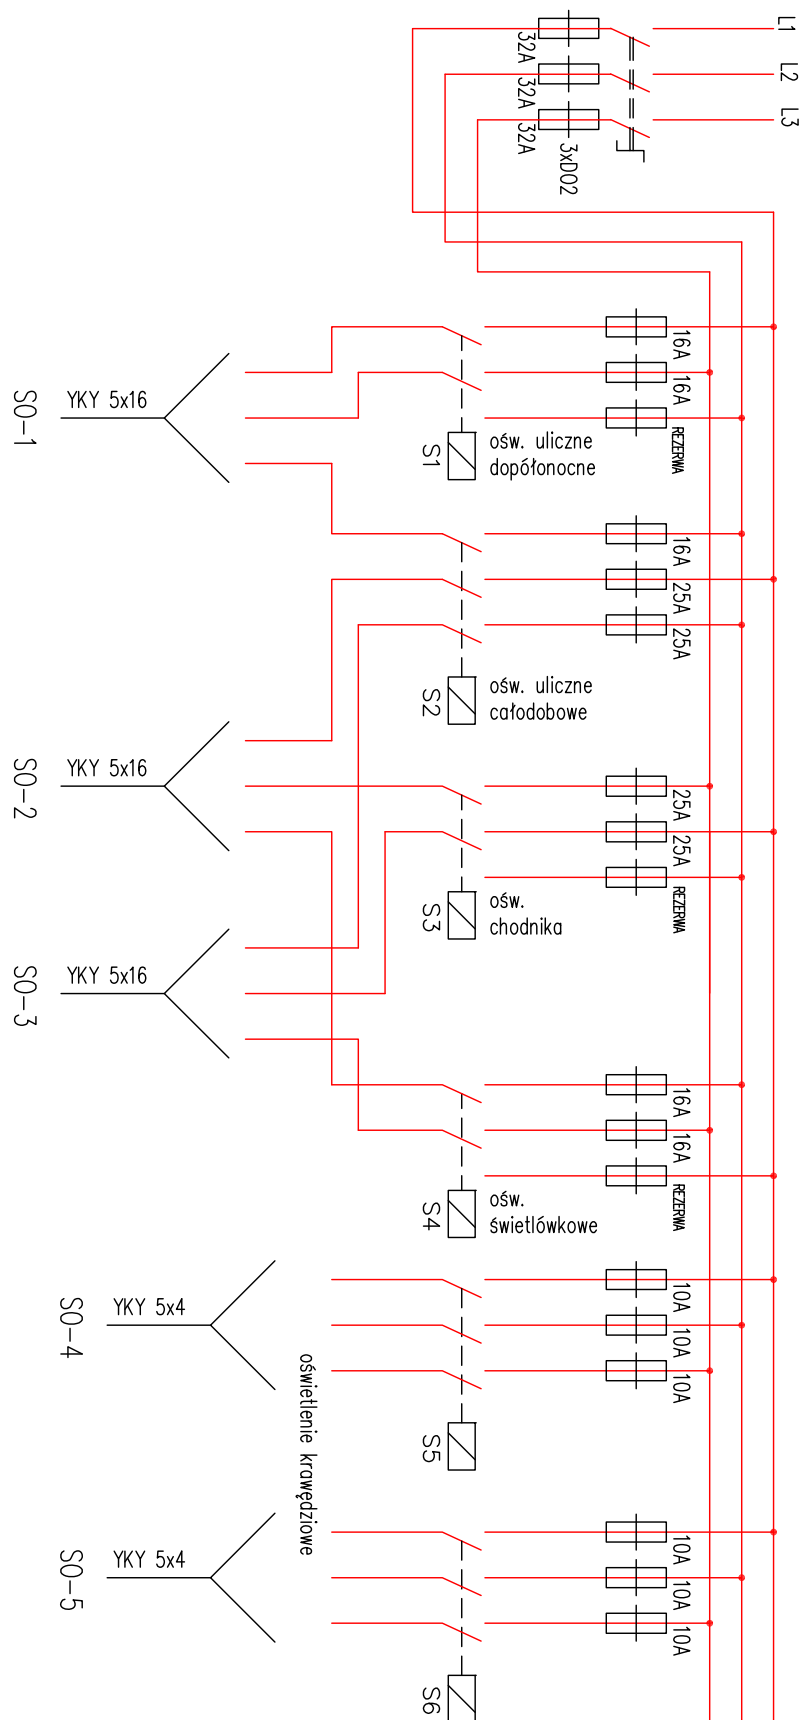 L1
L2
L3
32A
32A
32A
3xD02
16A
16A
REZERWA
ośw. uliczne
dopółonocne
S1
YKY 5x16
SO-1
16A
25A
25A
ośw. uliczne
całodobowe
S2
YKY 5x16
SO-2
25A
25A
REZERWA
ośw.
chodnika
S3
YKY 5x16
SO-3
16A
16A
REZERWA
ośw.
świetlówkowe
S4
10A
10A
10A
S5
YKY 5x4
SO-4
oświetlenie krawędziowe
10A
10A
10A
S6
YKY 5x4
SO-5